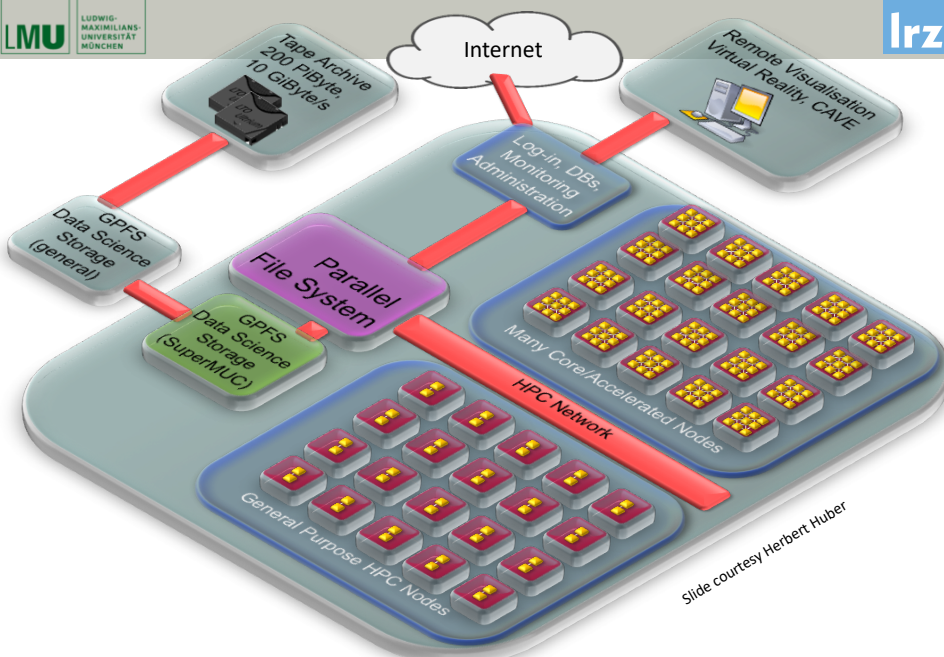 LMU
LUDWIG-
MAXIMILIANS-
UNIVERSITÄT
MÜNCHEN
lrz
Internet
Tape Archive
200 PiByte,
10 GiByte/s
Remote Visualisation
Virtual Reality, CAVE
Log-in, DBs,
Monitoring
Administration
GPFS
Data Science
Storage
(general)
Parallel
File System
GPFS
Data Science
Storage
(SuperMUC)
HPC Network
Many Core/Accelerated Nodes
General Purpose HPC Nodes
Slide courtesy Herbert Huber